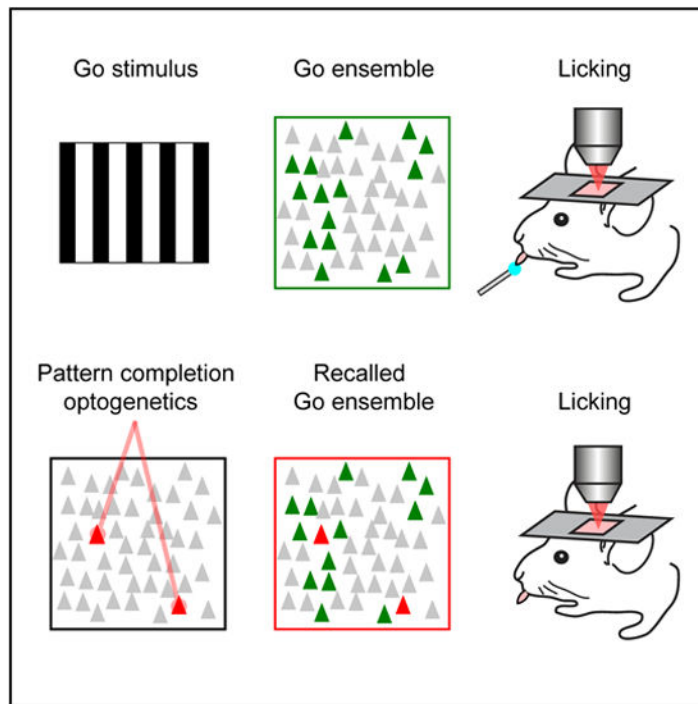 Go stimulus
Go ensemble
Licking
Pattern completion
optogenetics
Recalled
Go ensemble
Licking